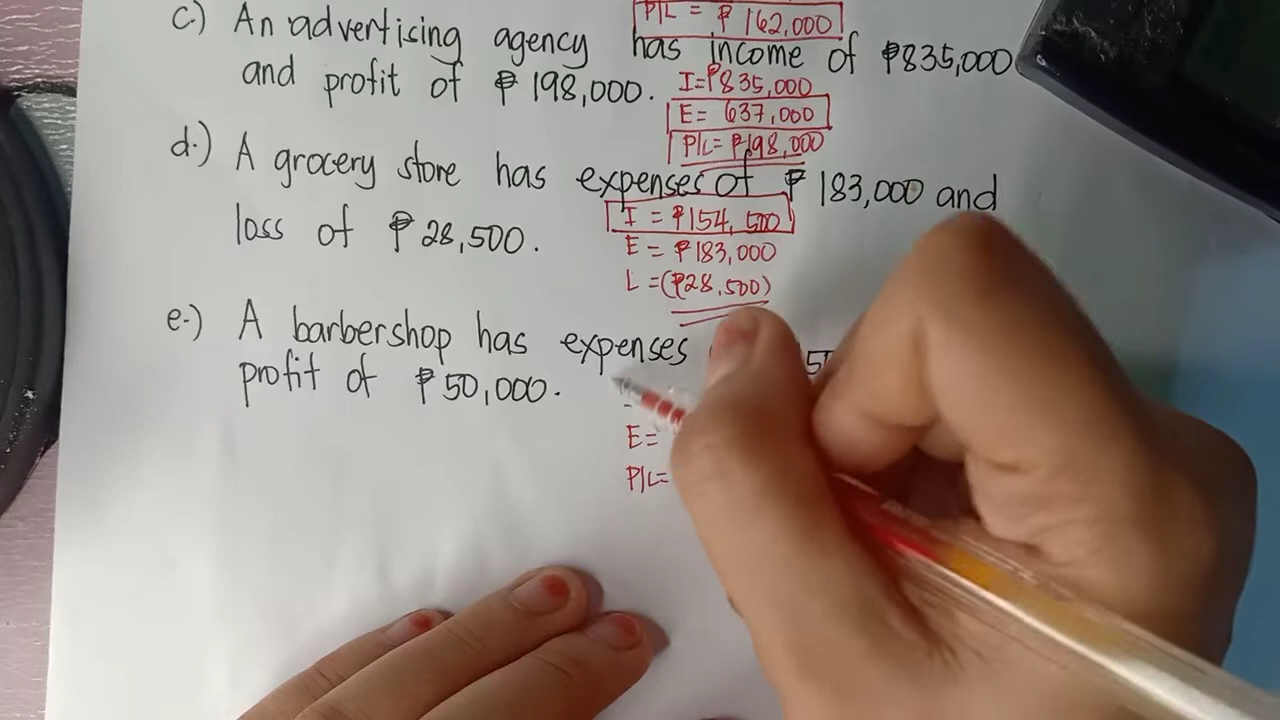 P/L = ₱ 162,000
c.) An advertising agency has income of ₱835,000
and profit of ₱ 198,000.
I=₱835,000
E= 637,000
P/L= ₱198,000
d.) A grocery store has expenses of ₱ 183,000 and
loss of ₱ 28,500.
I = ₱154,500
E = ₱183,000
L =(₱28,500)
e.) A barbershop has expenses
profit of ₱ 50,000.
E=
P/L=